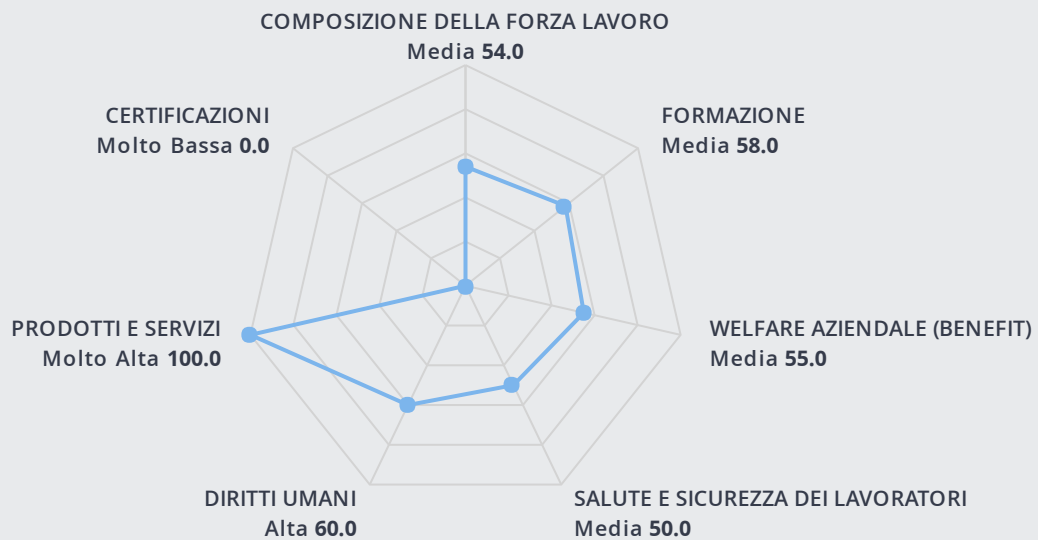 COMPOSIZIONE DELLA FORZA LAVORO
Media 54.0
CERTIFICAZIONI
Molto Bassa 0.0
FORMAZIONE
Media 58.0
PRODOTTI E SERVIZI
Molto Alta 100.0
WELFARE AZIENDALE (BENEFIT)
Media 55.0
DIRITTI UMANI
Alta 60.0
SALUTE E SICUREZZA DEI LAVORATORI
Media 50.0